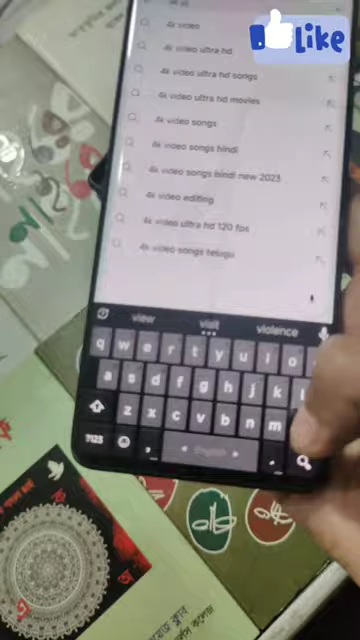 Like
4k video
4k video ultra hd
4k video ultra hd songs
4k video ultra hd movies
4k video songs
4k video songs hindi
4k video songs hindi new 2023
4k video editing
4k video ultra hd 120 fps
4k video songs telugu
view visit violence
q w e r t y u i o
a s d f g h j k l
z x c v b n m
?123 English